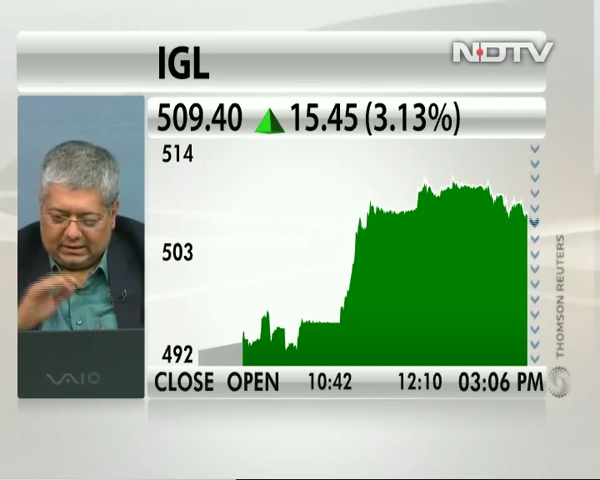 IGL
NDTV
509.40 15.45 (3.13%)
514
503
492
CLOSE OPEN 10:42 12:10 03:06 PM
THOMSON REUTERS
VAIO